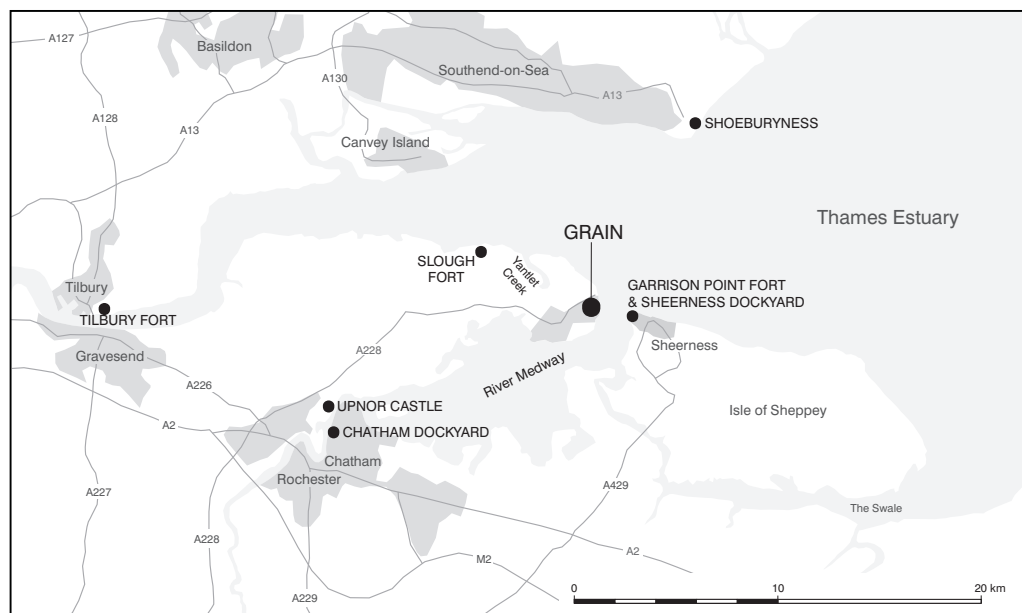 A127
Basildon
Southend-on-Sea
A130
A13
A128
A13
SHOEBURYNESS
Canvey Island
Thames Estuary
GRAIN
SLOUGH
FORT
Yantlet
Creek
GARRISON POINT FORT
& SHEERNESS DOCKYARD
Tilbury
TILBURY FORT
Sheerness
Gravesend
A228
River Medway
A226
UPNOR CASTLE
Isle of Sheppey
A2
CHATHAM DOCKYARD
Chatham
Rochester
A227
A429
The Swale
A228
A2
M2
A229
0 10 20 km